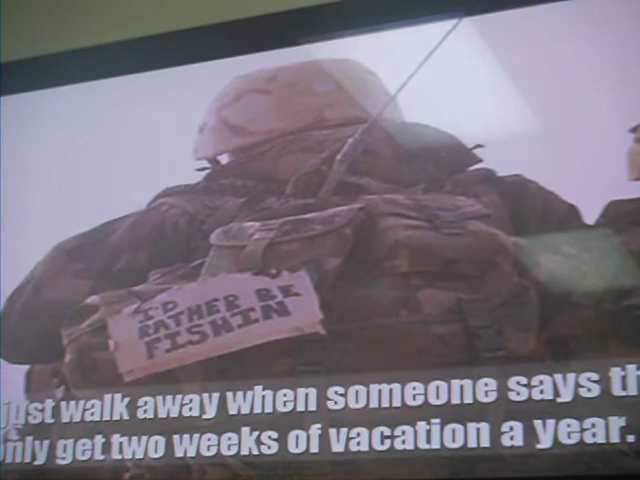 I'D
RATHER BE
FISHIN
just walk away when someone says th
only get two weeks of vacation a year.